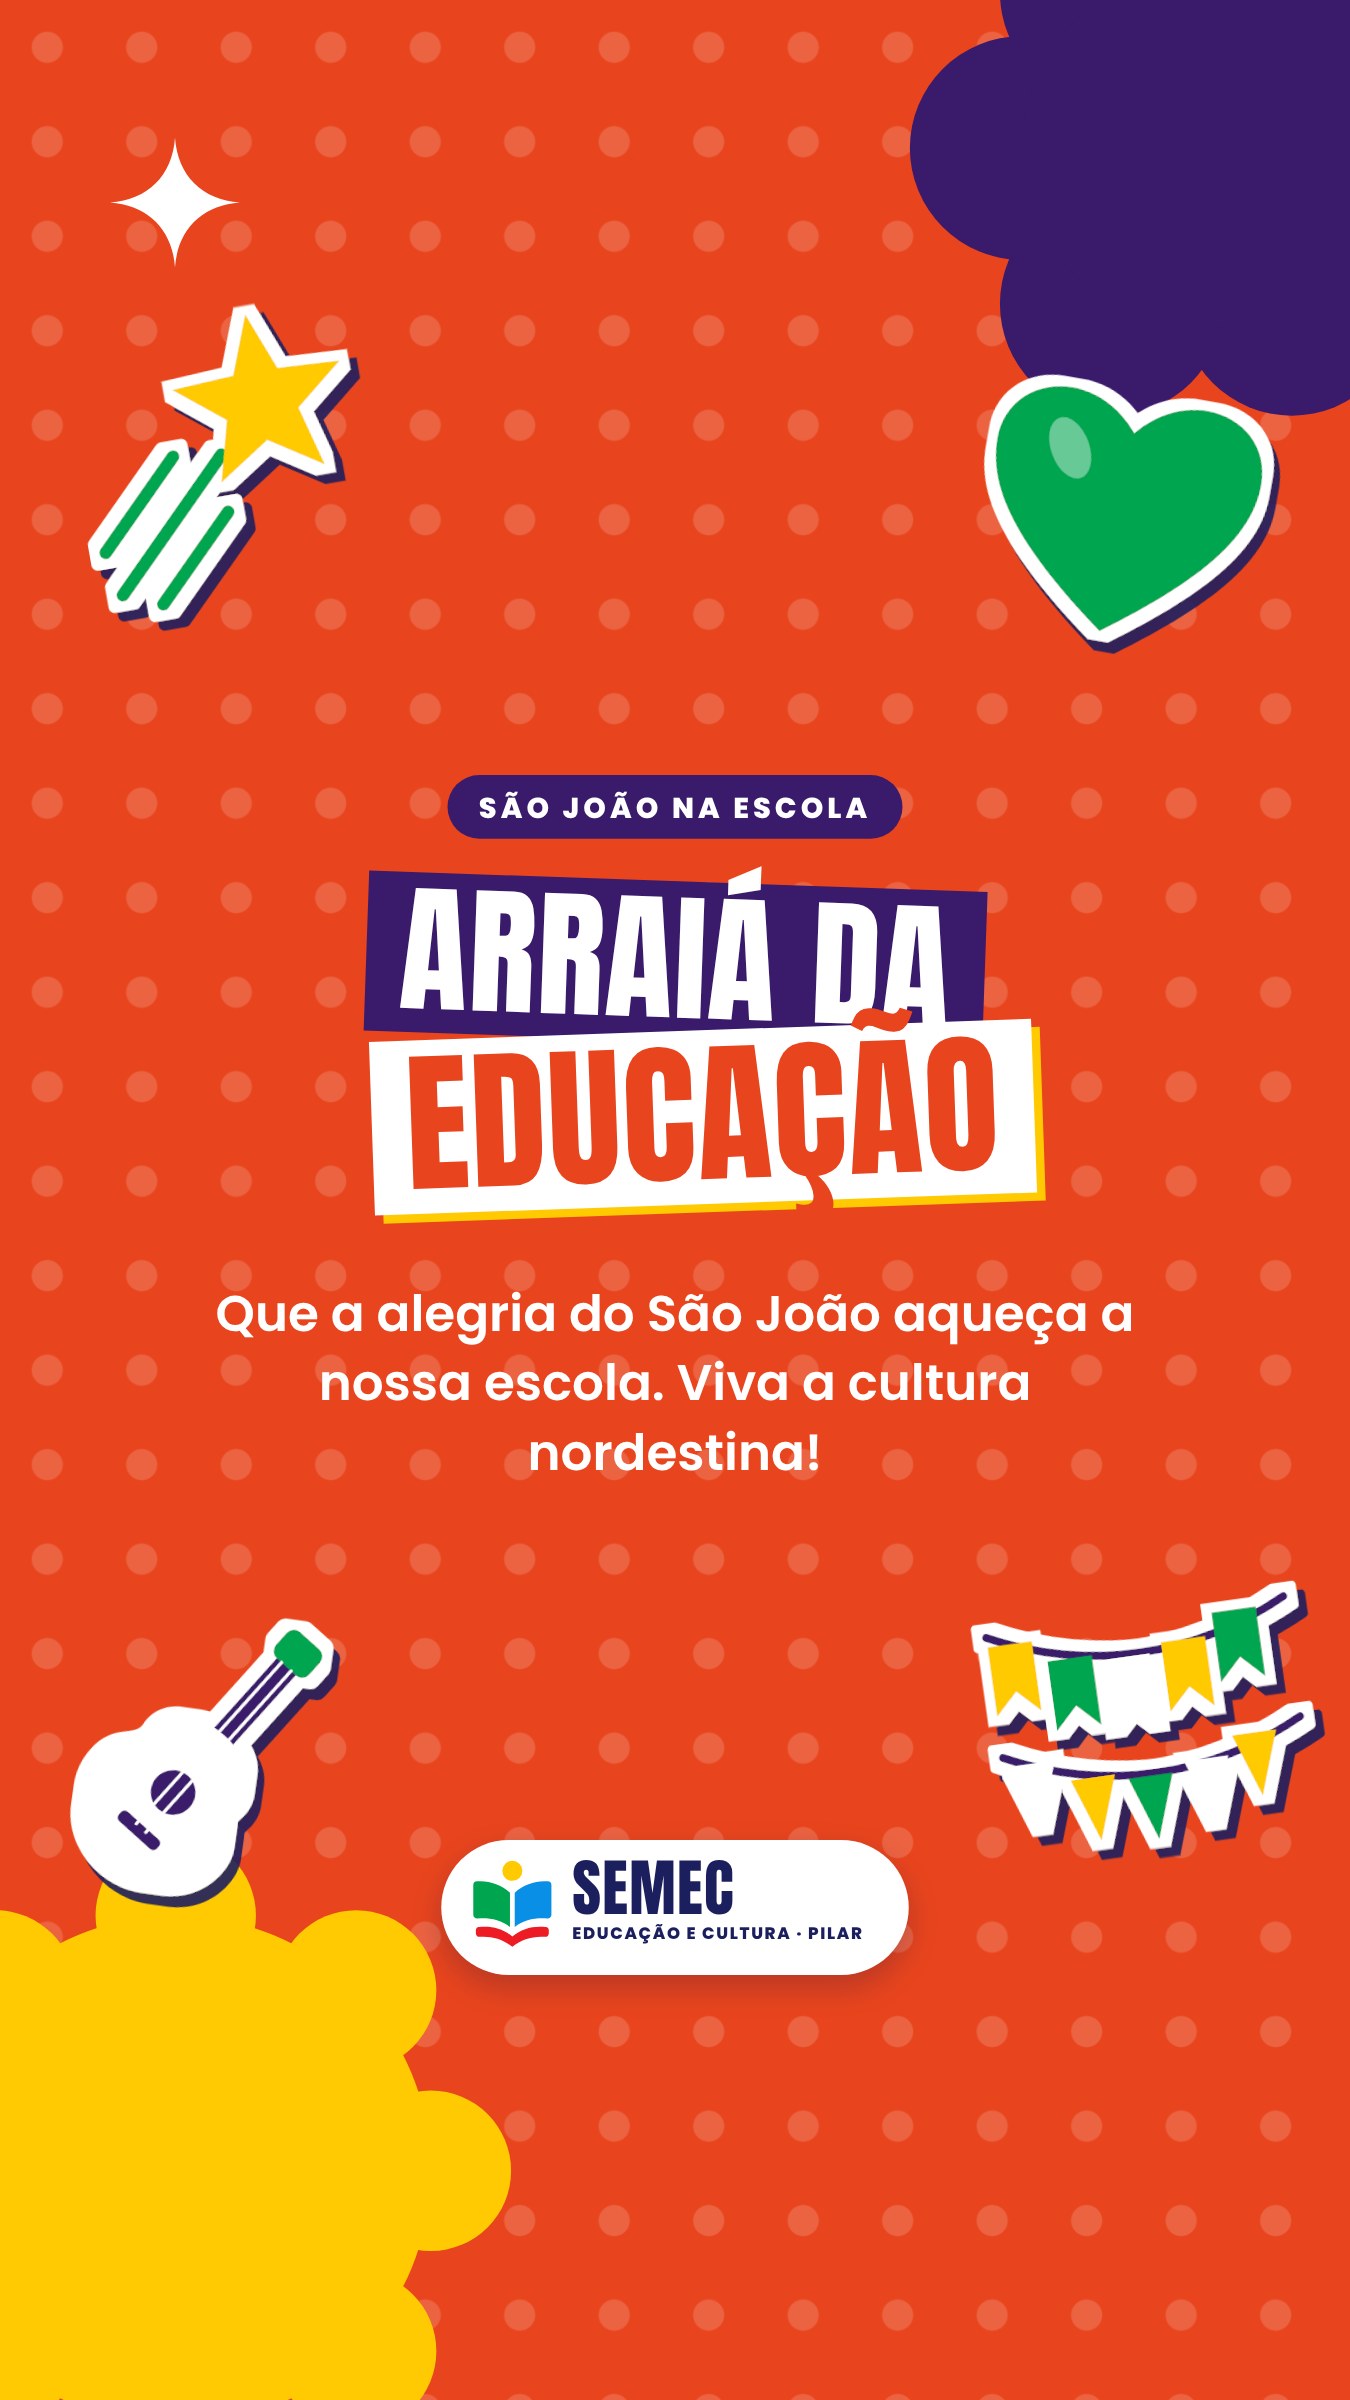 SÃO JOÃO NA ESCOLA
ARRAIÁ DA
EDUCAÇÃO
Que a alegria do São João aqueça a
nossa escola. Viva a cultura
nordestina!
SEMEC
EDUCAÇÃO E CULTURA · PILAR